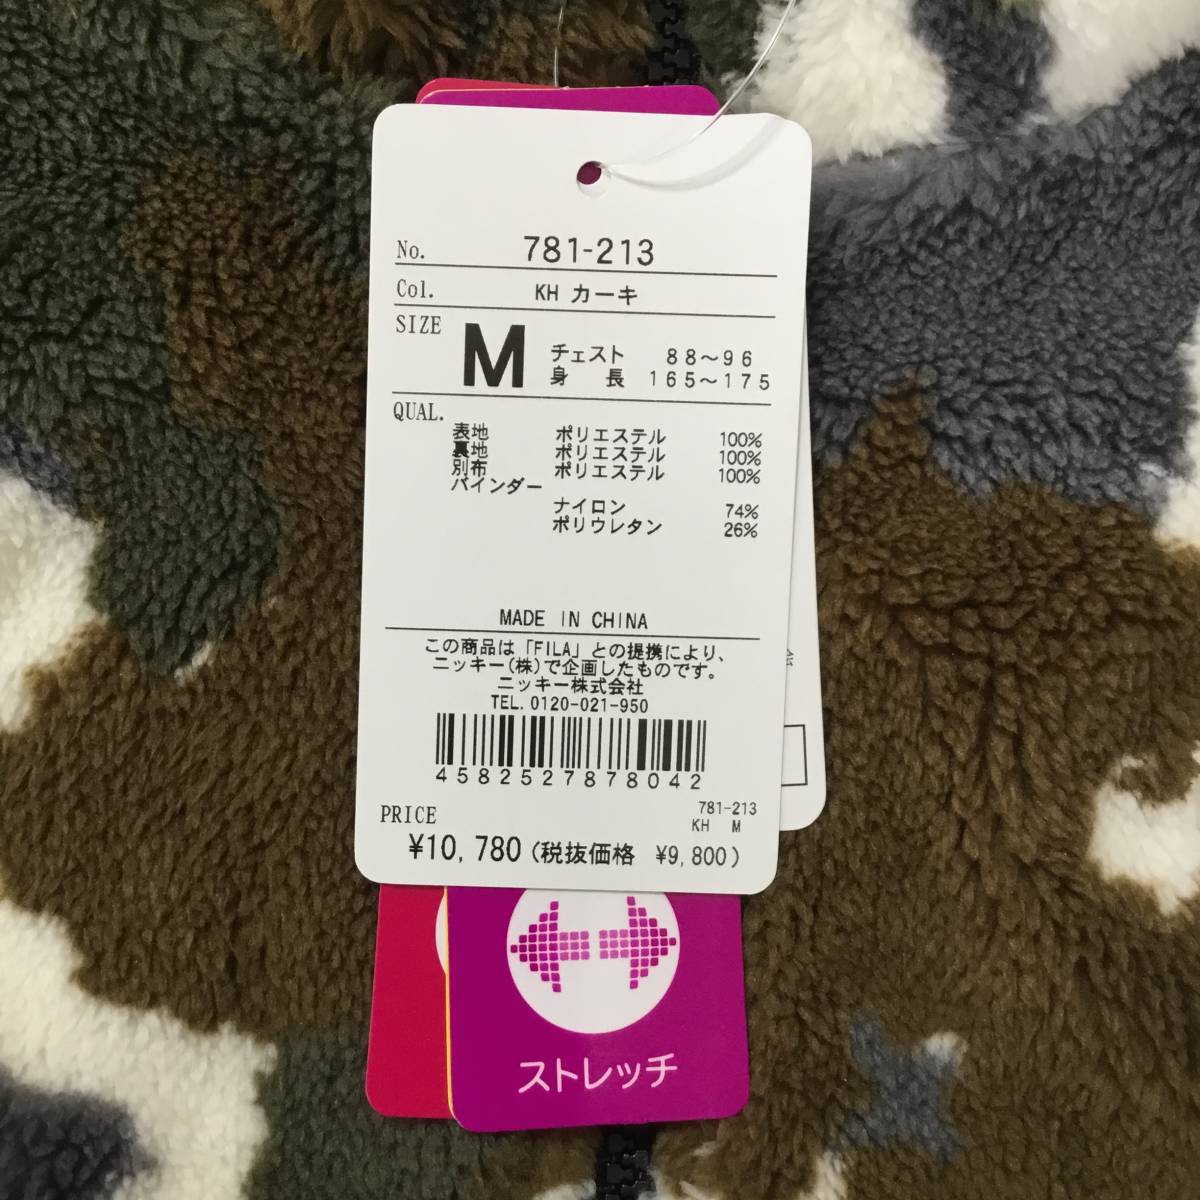 No. 781-213
Col. KH カーキ
SIZE M チェスト 88～96
身長 165～175
QUAL.
表地 ポリエステル 100%
裏地 ポリエステル 100%
別布 ポリエステル 100%
バインダー
ナイロン 74%
ポリウレタン 26%
MADE IN CHINA
この商品は「FILA」との提携により、
ニッキー(株)で企画したものです。
ニッキー株式会社
TEL. 0120-021-950
4582527878042
PRICE
781-213
KH M
¥10,780 (税抜価格 ¥9,800)
ストレッチ